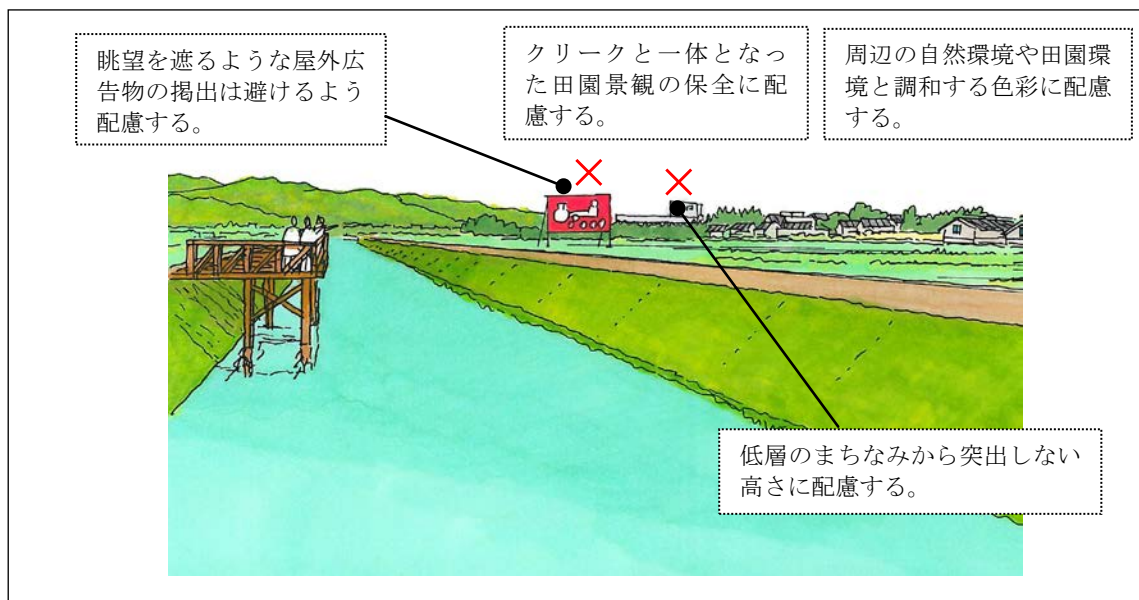 眺望を遮るような屋外広
告物の掲出は避けるよう
配慮する。
クリークと一体となっ
た田園景観の保全に配
慮する。
周辺の自然環境や田園環
境と調和する色彩に配慮
する。
低層のまちなみから突出しない
高さに配慮する。